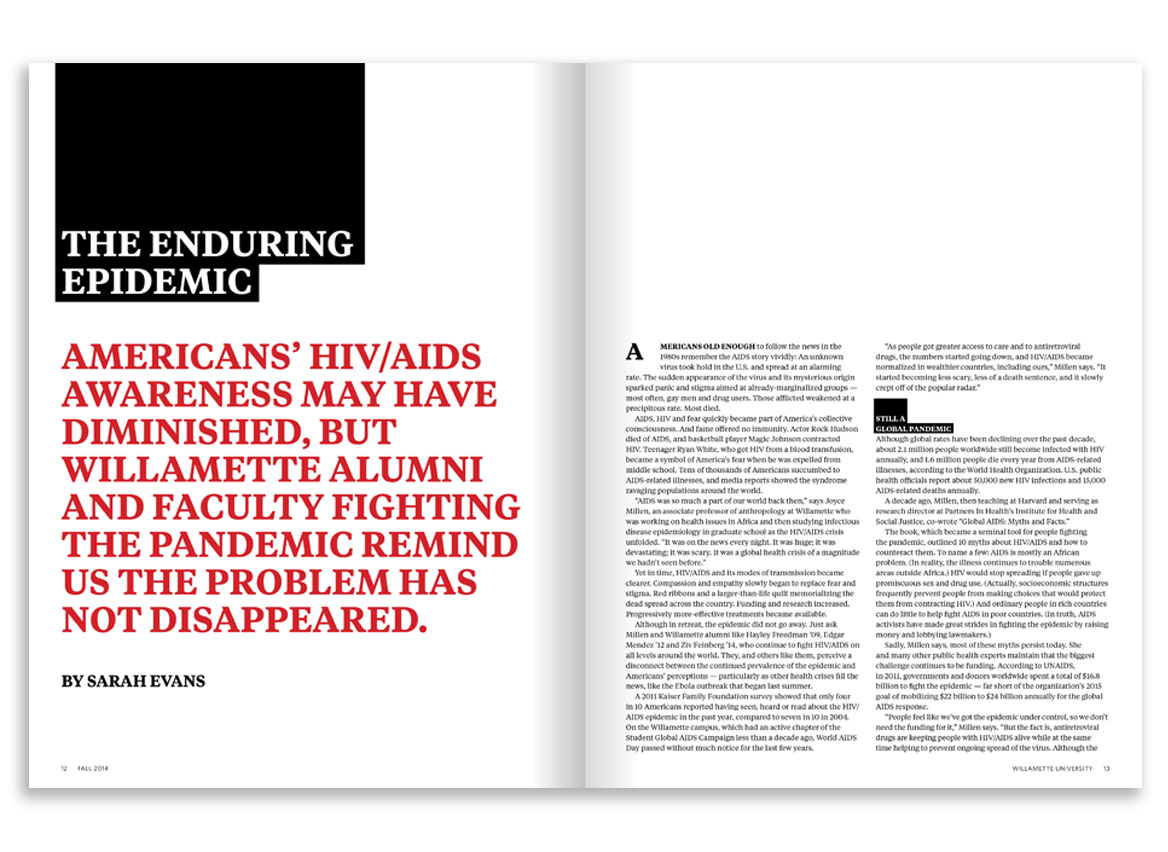 THE ENDURING
EPIDEMIC
AMERICANS’ HIV/AIDS
AWARENESS MAY HAVE
DIMINISHED, BUT
WILLAMETTE ALUMNI
AND FACULTY FIGHTING
THE PANDEMIC REMIND
US THE PROBLEM HAS
NOT DISAPPEARED.
BY SARAH EVANS
12 FALL 2014
AMERICANS OLD ENOUGH to follow the news in the
1980s remember the AIDS story vividly: An unknown
virus took hold in the U.S. and spread at an alarming
rate. The sudden appearance of the virus and its mysterious origin
sparked panic and stigma aimed at already-marginalized groups —
most often, gay men and drug users. Those afflicted weakened at a
precipitous rate. Most died.
AIDS, HIV and fear quickly became part of America’s collective
consciousness. And fame offered no immunity. Actor Rock Hudson
died of AIDS, and basketball player Magic Johnson contracted
HIV. Teenager Ryan White, who got HIV from a blood transfusion,
became a symbol of America’s fear when he was expelled from
middle school. Tens of thousands of Americans succumbed to
AIDS-related illnesses, and media reports showed the syndrome
ravaging populations around the world.
“AIDS was so much a part of our world back then,” says Joyce
Millen, an associate professor of anthropology at Willamette who
was working on health issues in Africa and then studying infectious
disease epidemiology in graduate school as the HIV/AIDS crisis
unfolded. “It was on the news every night. It was huge; it was
devastating; it was scary. It was a global health crisis of a magnitude
we hadn’t seen before.”
Yet in time, HIV/AIDS and its modes of transmission became
clearer. Compassion and empathy slowly began to replace fear and
stigma. Red ribbons and a larger-than-life quilt memorializing the
dead spread across the country. Funding and research increased.
Progressively more-effective treatments became available.
Although in retreat, the epidemic did not go away. Just ask
Millen and Willamette alumni like Hayley Freedman ’09, Edgar
Mendez ’12 and Ziv Feinberg ’14, who continue to fight HIV/AIDS on
all levels around the world. They, and others like them, perceive a
disconnect between the continued prevalence of the epidemic and
Americans’ perceptions — particularly as other health crises fill the
news, like the Ebola outbreak that began last summer.
A 2011 Kaiser Family Foundation survey showed that only four
in 10 Americans reported having seen, heard or read about the HIV/
AIDS epidemic in the past year, compared to seven in 10 in 2004.
On the Willamette campus, which had an active chapter of the
Student Global AIDS Campaign less than a decade ago, World AIDS
Day passed without much notice for the last few years.
“As people got greater access to care and to antiretroviral
drugs, the numbers started going down, and HIV/AIDS became
normalized in wealthier countries, including ours,” Millen says. “It
started becoming less scary, less of a death sentence, and it slowly
crept off of the popular radar.”
STILL A
GLOBAL PANDEMIC
Although global rates have been declining over the past decade,
about 2.1 million people worldwide still become infected with HIV
annually, and 1.6 million people die every year from AIDS-related
illnesses, according to the World Health Organization. U.S. public
health officials report about 50,000 new HIV infections and 15,000
AIDS-related deaths annually.
A decade ago, Millen, then teaching at Harvard and serving as
research director at Partners In Health’s Institute for Health and
Social Justice, co-wrote “Global AIDS: Myths and Facts.”
The book, which became a seminal tool for people fighting
the pandemic, outlined 10 myths about HIV/AIDS and how to
counteract them. To name a few: AIDS is mostly an African
problem. (In reality, the illness continues to trouble numerous
areas outside Africa.) HIV would stop spreading if people gave up
promiscuous sex and drug use. (Actually, socioeconomic structures
frequently prevent people from making choices that would protect
them from contracting HIV.) And ordinary people in rich countries
can do little to help fight AIDS in poor countries. (In truth, AIDS
activists have made great strides in fighting the epidemic by raising
money and lobbying lawmakers.)
Sadly, Millen says, most of these myths persist today. She
and many other public health experts maintain that the biggest
challenge continues to be funding. According to UNAIDS,
in 2011, governments and donors worldwide spent a total of $16.8
billion to fight the epidemic — far short of the organization’s 2015
goal of mobilizing $22 billion to $24 billion annually for the global
AIDS response.
“People feel like we’ve got the epidemic under control, so we don’t
need the funding for it,” Millen says. “But the fact is, antiretroviral
drugs are keeping people with HIV/AIDS alive while at the same
time helping to prevent ongoing spread of the virus. Although the
WILLAMETTE UNIVERSITY 13